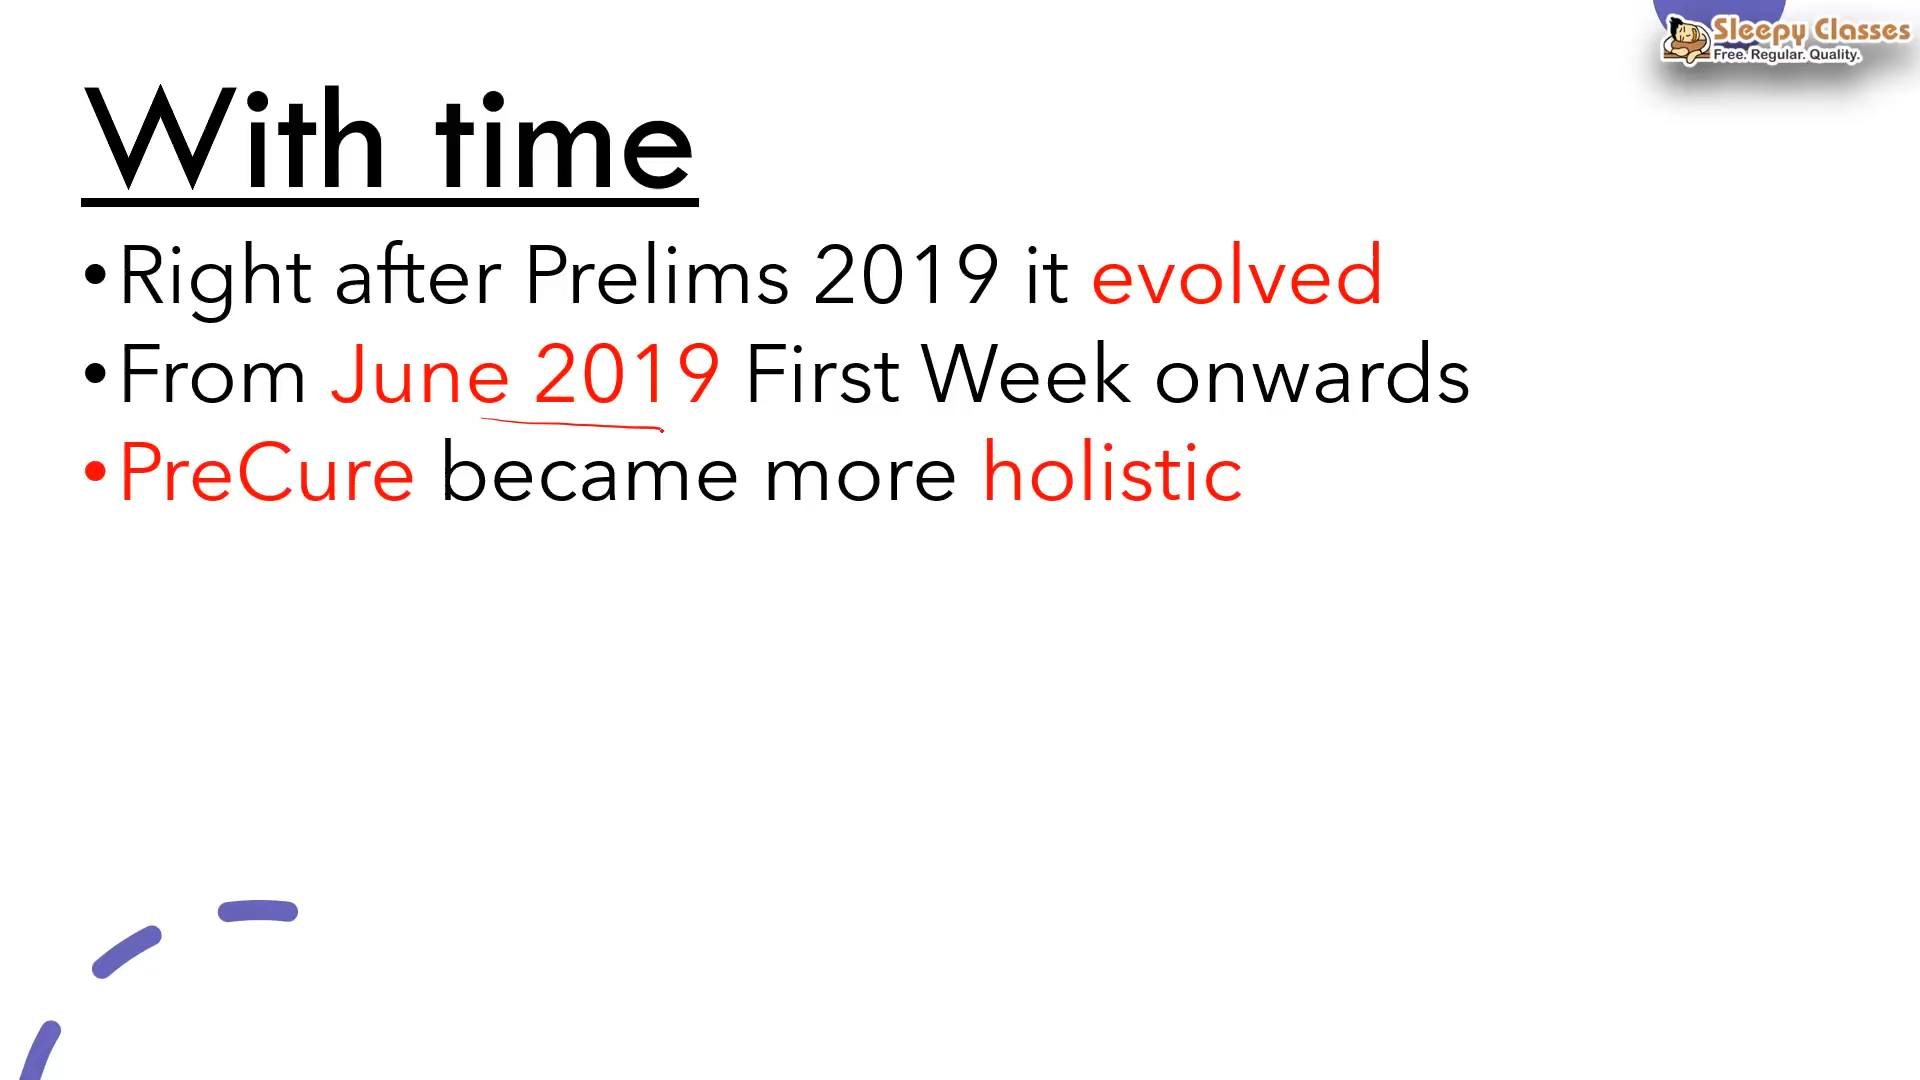 Sleepy Classes
Free. Regular. Quality.
With time
•Right after Prelims 2019 it evolved
•From June 2019 First Week onwards
•PreCure became more holistic